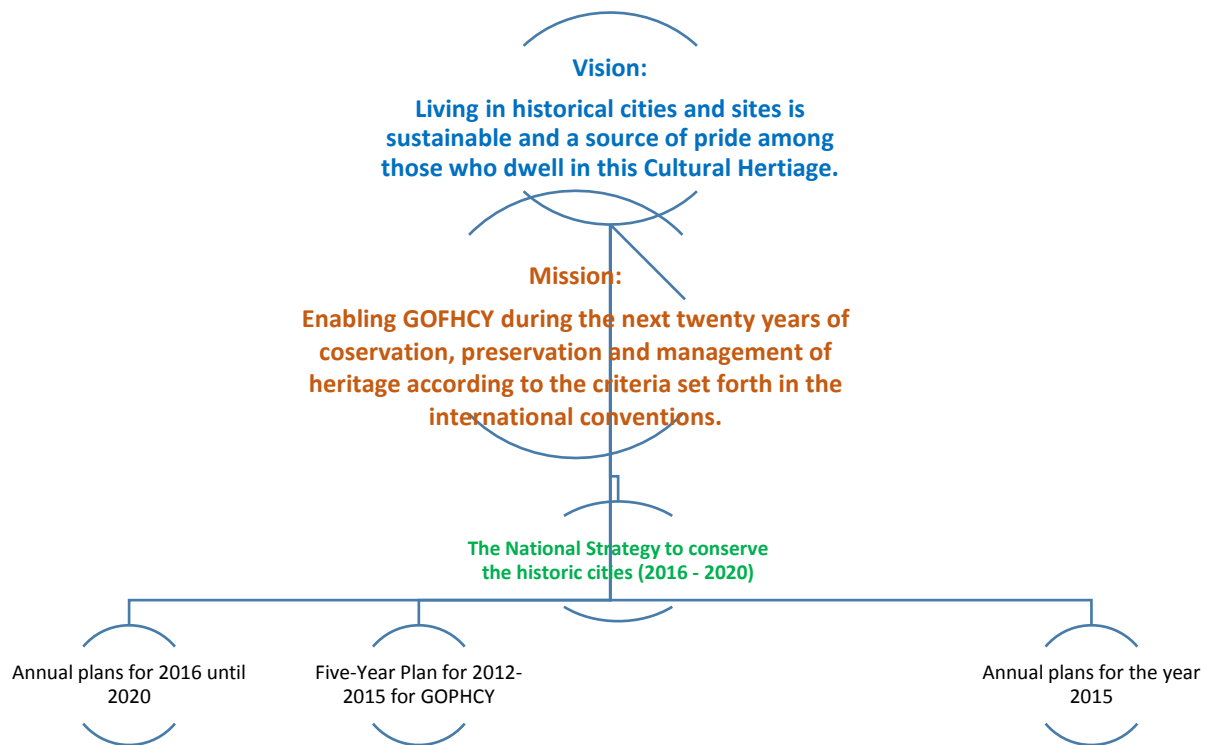 Vision:
Living in historical cities and sites is
sustainable and a source of pride among
those who dwell in this Cultural Hertiage.
Mission:
Enabling GOFHCY during the next twenty years of
coservation, preservation and management of
heritage according to the criteria set forth in the
international conventions.
The National Strategy to conserve
the historic cities (2016 - 2020)
Annual plans for 2016 until
2020
Five-Year Plan for 2012-
2015 for GOPHCY
Annual plans for the year
2015